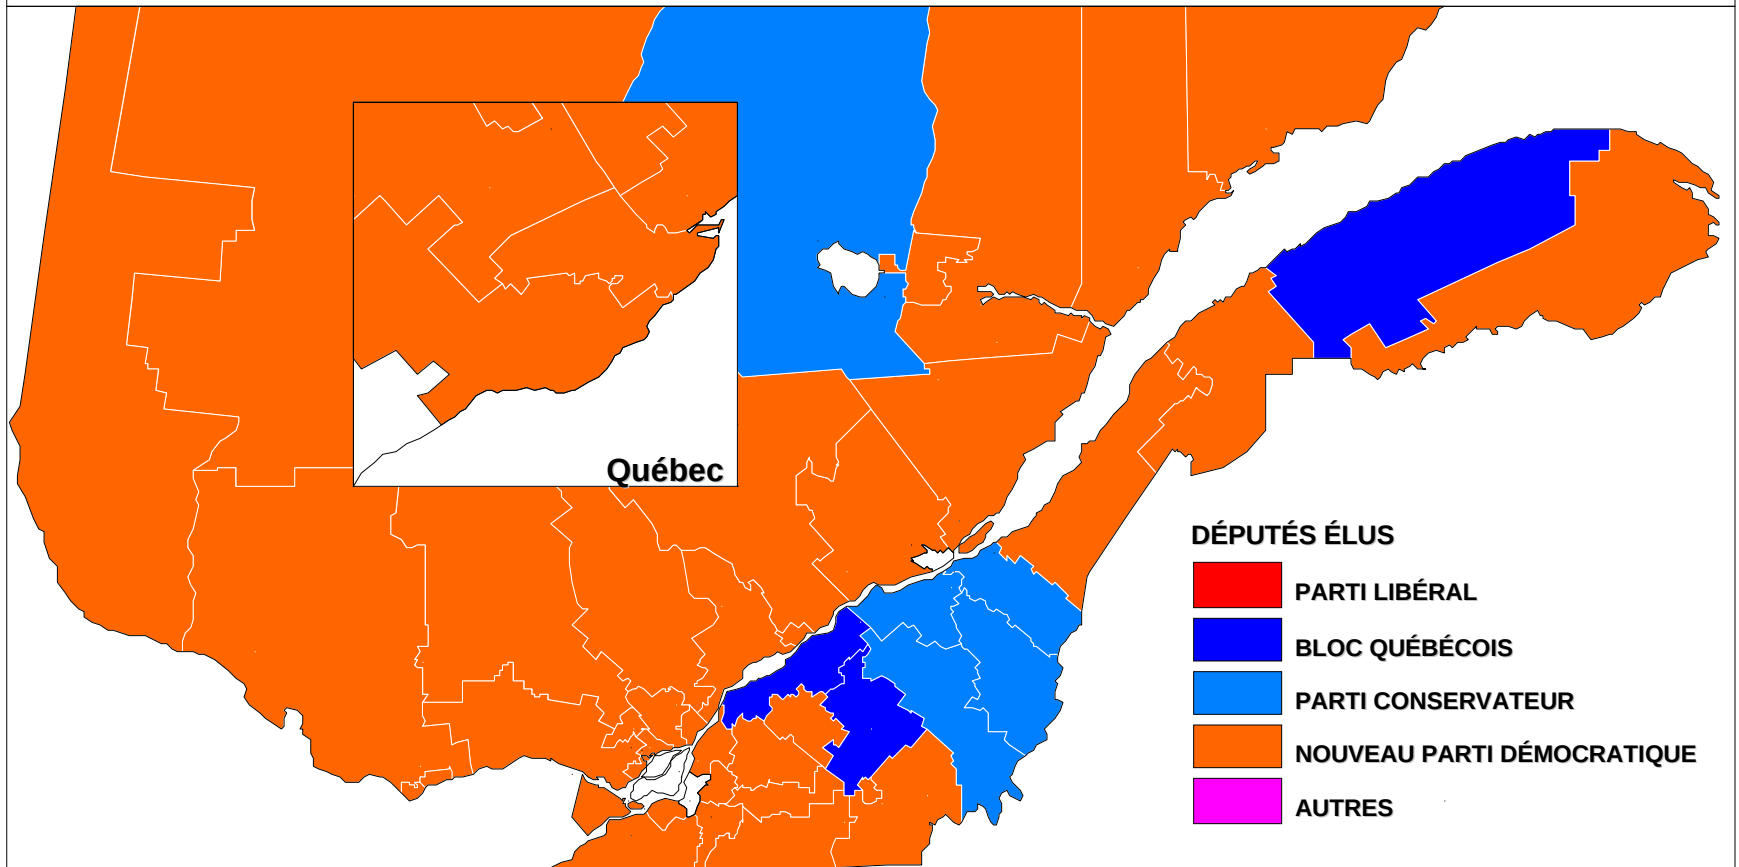 Québec
DÉPUTÉS ÉLUS
PARTI LIBÉRAL
BLOC QUÉBÉCOIS
PARTI CONSERVATEUR
NOUVEAU PARTI DÉMOCRATIQUE
AUTRES